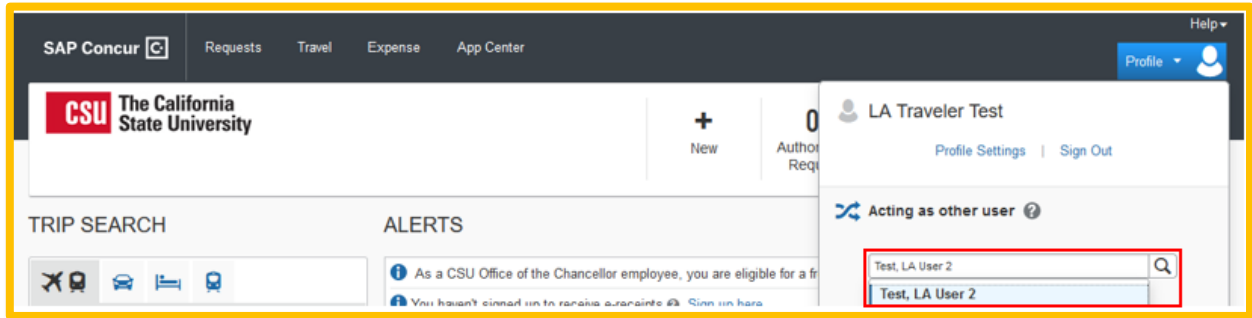 Help
SAP Concur C Requests Travel Expense App Center
Profile
CSU The California
State University
LA Traveler Test
+
New
0
Author
Requ
Profile Settings | Sign Out
Acting as other user
TRIP SEARCH
ALERTS
Test, LA User 2
Test, LA User 2
As a CSU Office of the Chancellor employee, you are eligible for a fr
You haven't signed up to receive e-receipts. Sign up here